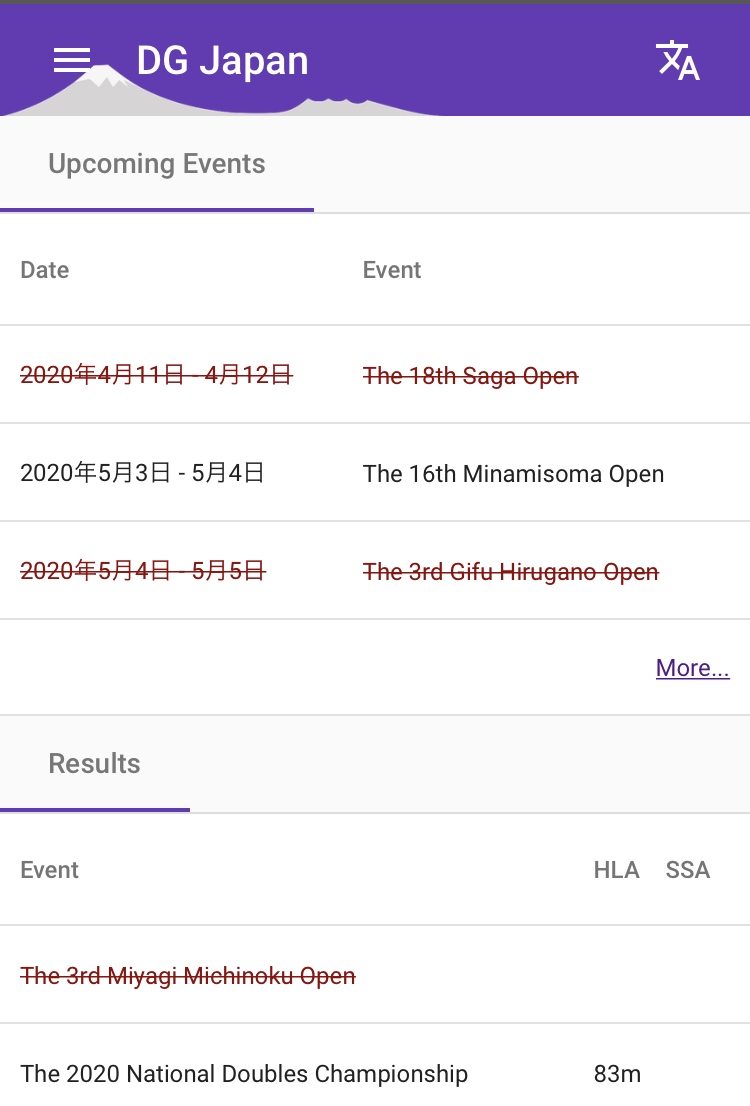 DG Japan
Upcoming Events
Date Event
2020年4月11日 - 4月12日 The 18th Saga Open
2020年5月3日 - 5月4日 The 16th Minamisoma Open
2020年5月4日 - 5月5日 The 3rd Gifu Hirugano Open
More...
Results
Event HLA SSA
The 3rd Miyagi Michinoku Open
The 2020 National Doubles Championship 83m